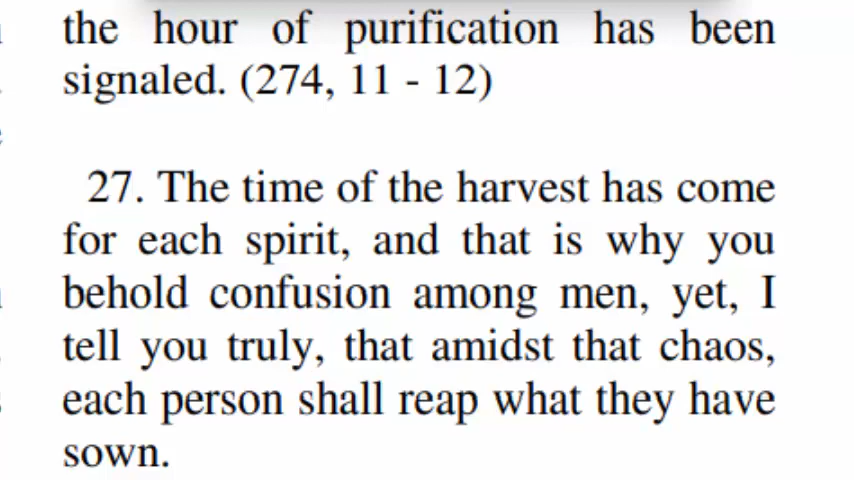 the hour of purification has been
signaled. (274, 11 - 12)
27. The time of the harvest has come
for each spirit, and that is why you
behold confusion among men, yet, I
tell you truly, that amidst that chaos,
each person shall reap what they have
sown.